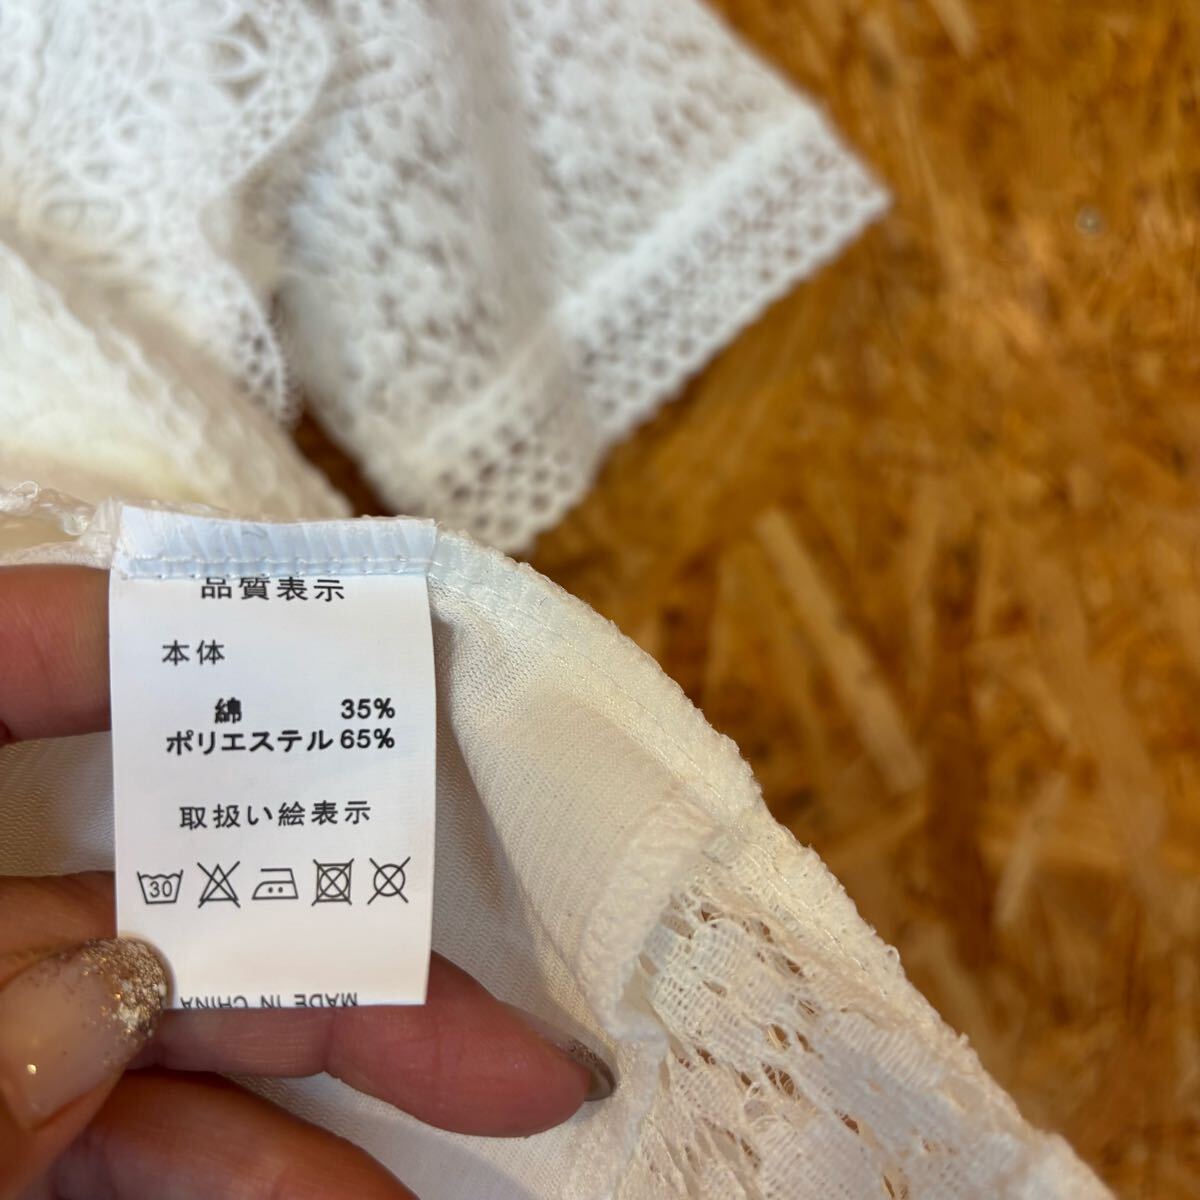 品質表示
本体
綿 35%
ポリエステル 65%
取扱い絵表示
30
MADE IN CHINA